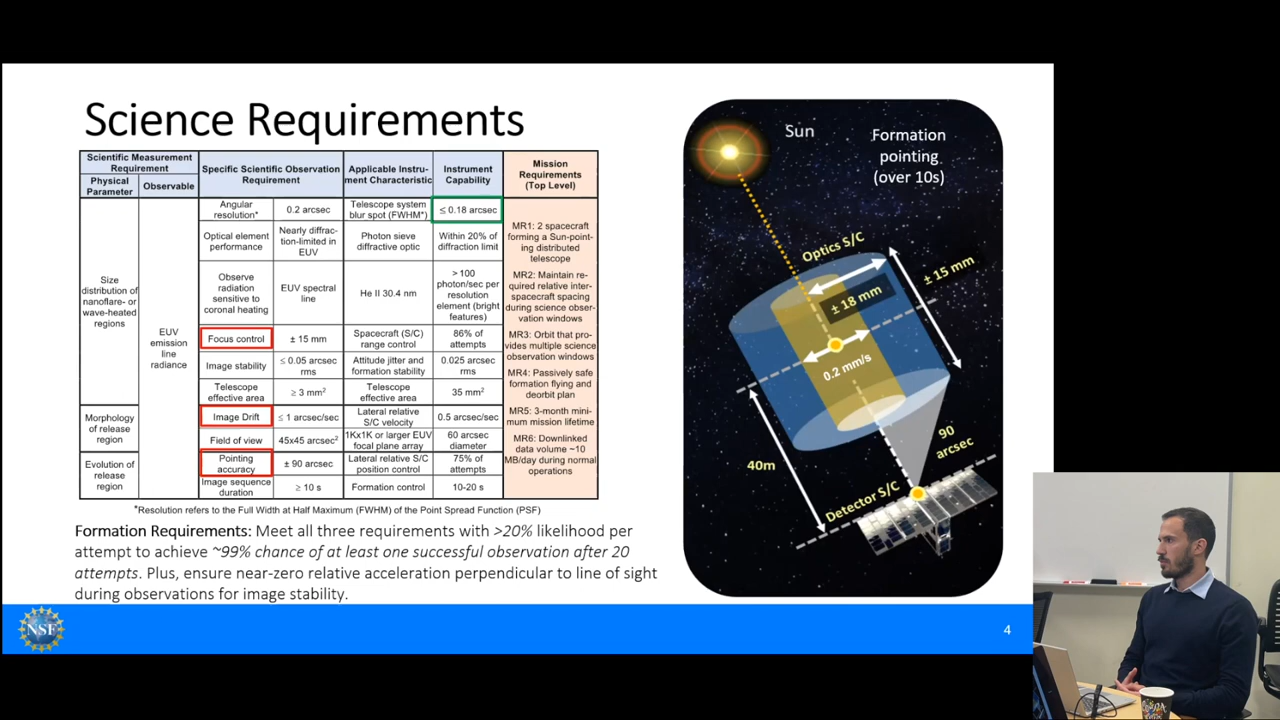 Science Requirements
Scientific Measurement
Requirement
Physical
Parameter
Observable
Specific Scientific Observation
Requirement
Applicable Instru-
ment Characteristic
Instrument
Capability
Mission
Requirements
(Top Level)
Size
distribution of
nanoflare- or
wave-heated
regions
Morphology
of release
region
Evolution of
release
region
EUV
emission
line
radiance
Angular
resolution*
0.2 arcsec
Telescope system
blur spot (FWHM*)
≤ 0.18 arcsec
Optical element
performance
Nearly diffrac-
tion-limited in
EUV
Photon sieve
diffractive optic
Within 20% of
diffraction limit
Observe
radiation
sensitive to
coronal heating
EUV spectral
line
He II 30.4 nm
> 100
photon/sec per
resolution
element (bright
features)
Focus control
± 15 mm
Spacecraft (S/C)
range control
86% of
attempts
Image stability
≤ 0.05 arcsec
rms
Attitude jitter and
formation stability
0.025 arcsec
rms
Telescope
effective area
≥ 3 mm²
Telescope
effective area
35 mm²
Image Drift
≤ 1 arcsec/sec
Lateral relative
S/C velocity
0.5 arcsec/sec
Field of view
45x45 arcsec²
1Kx1K or larger EUV
focal plane array
60 arcsec
diameter
Pointing
accuracy
± 90 arcsec
Lateral relative S/C
position control
75% of
attempts
Image sequence
duration
≥ 10 s
Formation control
10-20 s
MR1: 2 spacecraft
forming a Sun-point-
ing distributed
telescope
MR2: Maintain re-
quired relative inter-
spacecraft spacing
during science obser-
vation windows
MR3: Orbit that pro-
vides multiple science
observation windows
MR4: Passively safe
formation flying and
deorbit plan
MR5: 3-month mini-
mum mission lifetime
MR6: Downlinked
data volume ~10
MB/day during normal
operations
*Resolution refers to the Full Width at Half Maximum (FWHM) of the Point Spread Function (PSF)
Formation Requirements: Meet all three requirements with >20% likelihood per
attempt to achieve ~99% chance of at least one successful observation after 20
attempts. Plus, ensure near-zero relative acceleration perpendicular to line of sight
during observations for image stability.
Sun
Formation
pointing
(over 10s)
Optics S/C
± 15 mm
± 18 mm
0.2 mm/s
40m
90
arcsec
Detector S/C
NSF
4